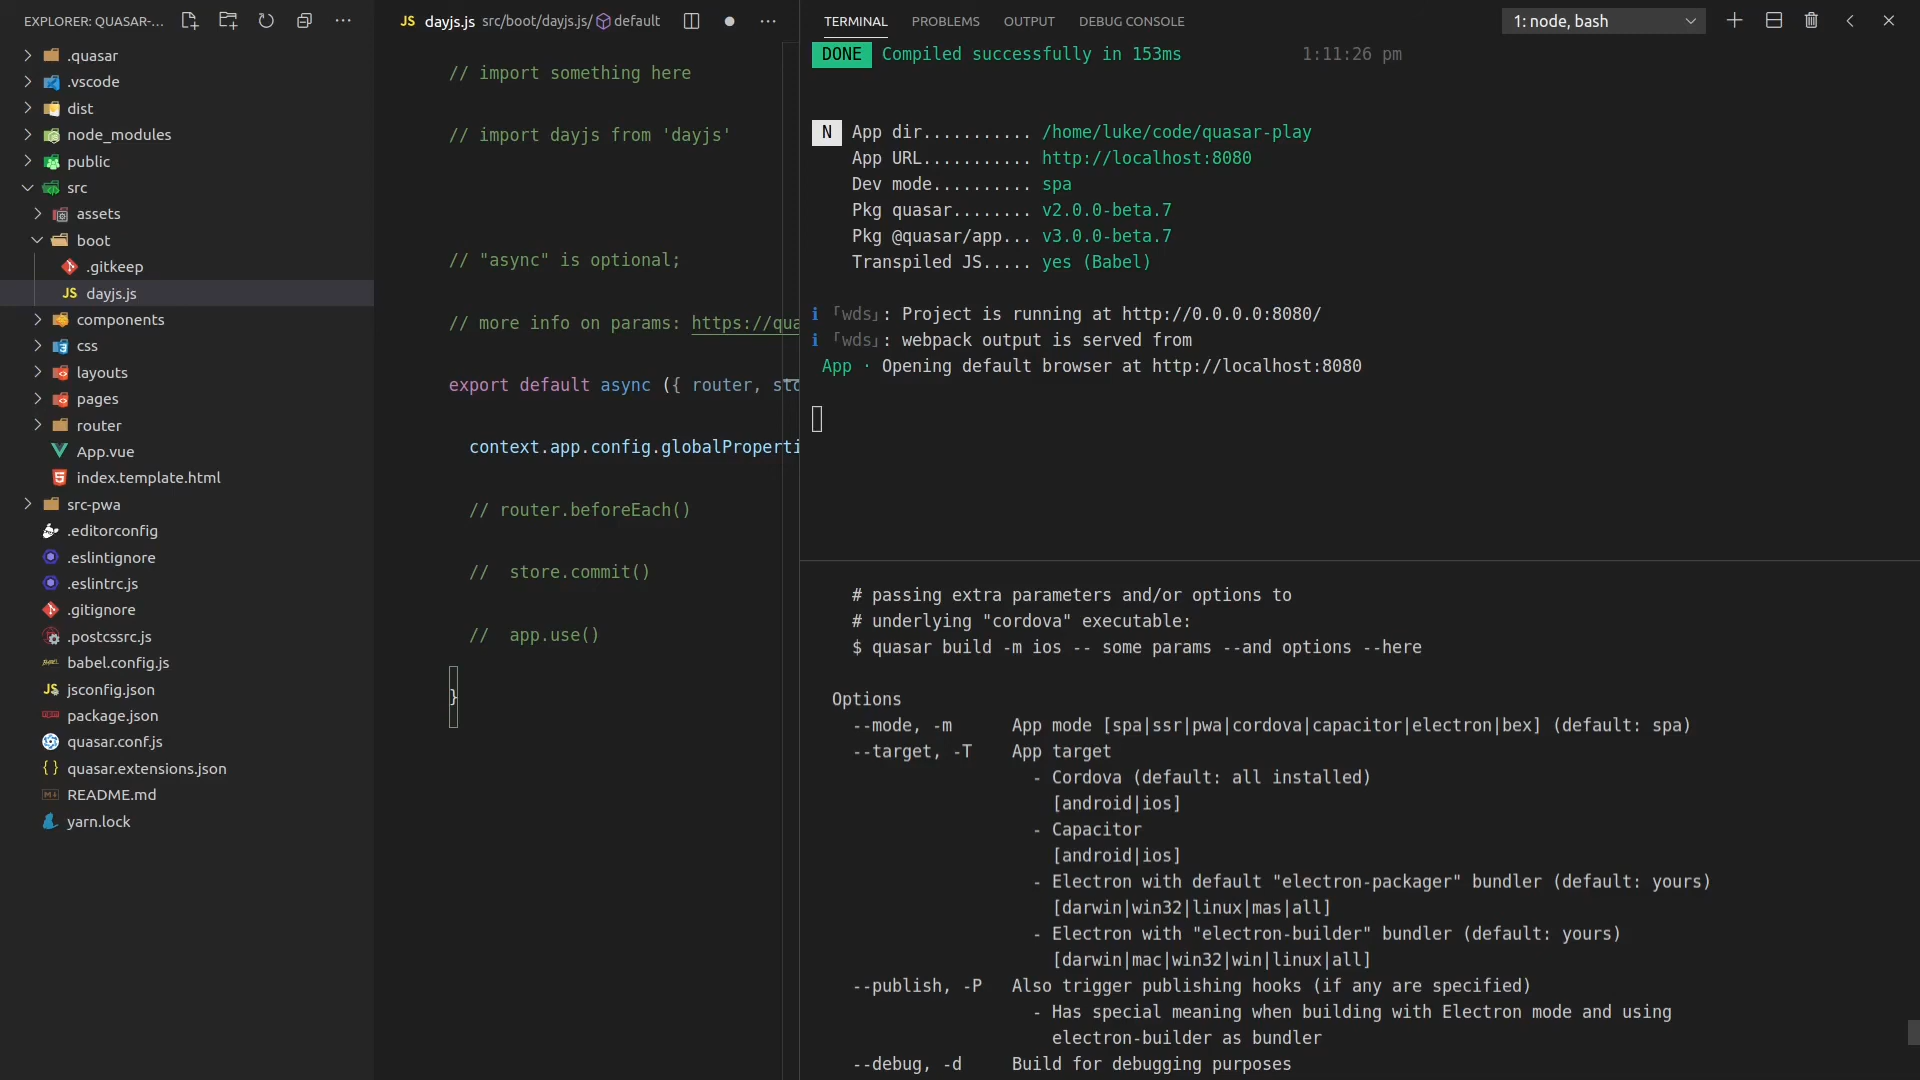 EXPLORER: QUASAR-...
.quasar
.vscode
dist
node_modules
public
src
assets
boot
.gitkeep
JS dayjs.js
components
css
layouts
pages
router
App.vue
index.template.html
src-pwa
.editorconfig
.eslintignore
.eslintrc.js
.gitignore
.postcssrc.js
babel.config.js
jsconfig.json
package.json
quasar.conf.js
quasar.extensions.json
README.md
yarn.lock
JS dayjs.js src/boot/dayjs.js/ default
// import something here
// import dayjs from 'dayjs'
// "async" is optional;
// more info on params: https://qua
export default async ({ router, sto
context.app.config.globalProperti
// router.beforeEach()
//  store.commit()
//  app.use()
}
TERMINAL PROBLEMS OUTPUT DEBUG CONSOLE 1: node, bash
DONE Compiled successfully in 153ms 1:11:26 pm
N App dir........... /home/luke/code/quasar-play
App URL........... http://localhost:8080
Dev mode.......... spa
Pkg quasar........ v2.0.0-beta.7
Pkg @quasar/app... v3.0.0-beta.7
Transpiled JS..... yes (Babel)
i 「wds」: Project is running at http://0.0.0.0:8080/
i 「wds」: webpack output is served from
App · Opening default browser at http://localhost:8080
# passing extra parameters and/or options to
# underlying "cordova" executable:
$ quasar build -m ios -- some params --and options --here
Options
--mode, -m      App mode [spa|ssr|pwa|cordova|capacitor|electron|bex] (default: spa)
--target, -T    App target
- Cordova (default: all installed)
[android|ios]
- Capacitor
[android|ios]
- Electron with default "electron-packager" bundler (default: yours)
[darwin|win32|linux|mas|all]
- Electron with "electron-builder" bundler (default: yours)
[darwin|mac|win32|win|linux|all]
--publish, -P   Also trigger publishing hooks (if any are specified)
- Has special meaning when building with Electron mode and using
electron-builder as bundler
--debug, -d     Build for debugging purposes